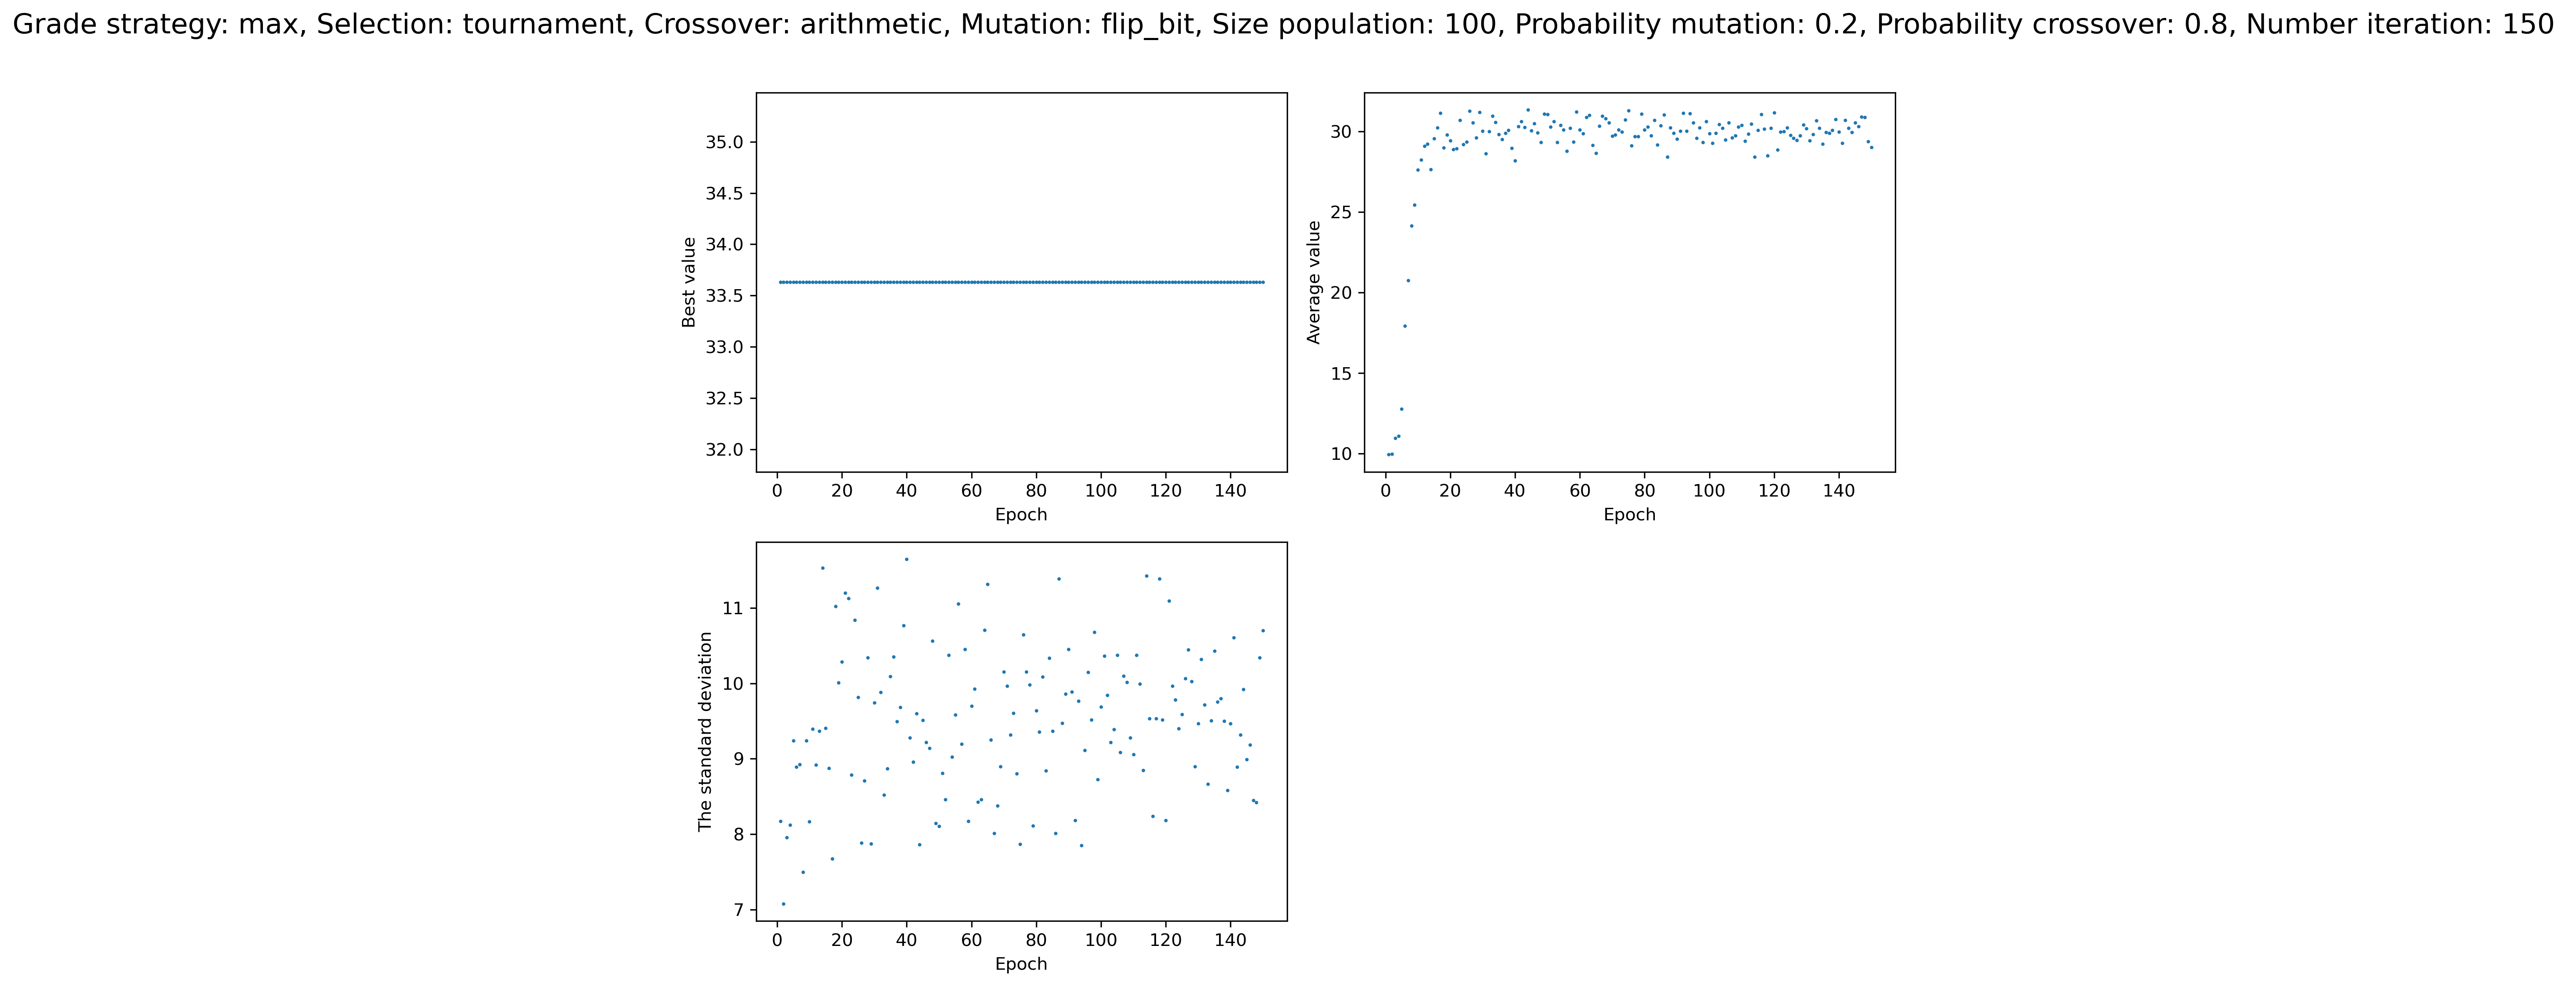 Grade strategy: max, Selection: tournament, Crossover: arithmetic, Mutation: flip_bit, Size population: 100, Probability mutation: 0.2, Probability crossover: 0.8, Number iteration: 150
35.0
34.5
34.0
33.5
33.0
32.5
32.0
Best value
0 20 40 60 80 100 120 140
Epoch
30
25
20
15
10
Average value
0 20 40 60 80 100 120 140
Epoch
11
10
9
8
7
The standard deviation
0 20 40 60 80 100 120 140
Epoch